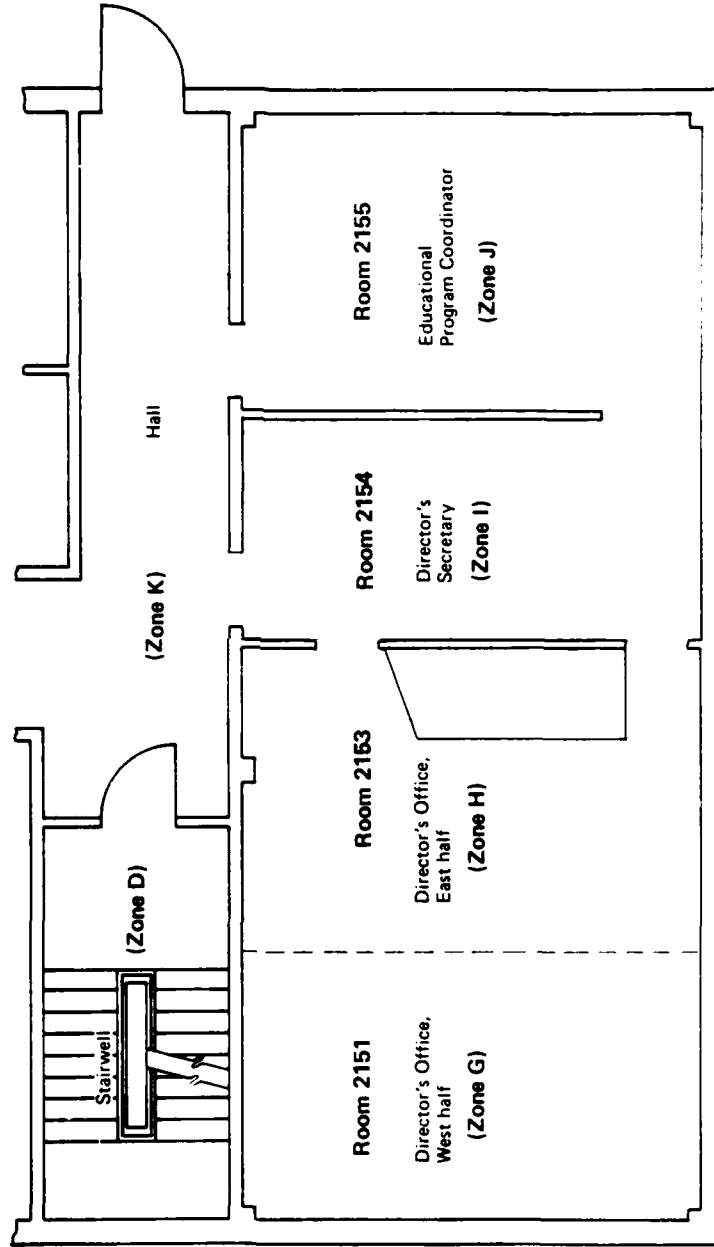 Stairwell
(Zone D)
(Zone K)
Hall
Room 2151
Director's Office,
West half
(Zone G)
Room 2153
Director's Office,
East half
(Zone H)
Room 2154
Director's
Secretary
(Zone I)
Room 2155
Educational
Program Coordinator
(Zone J)